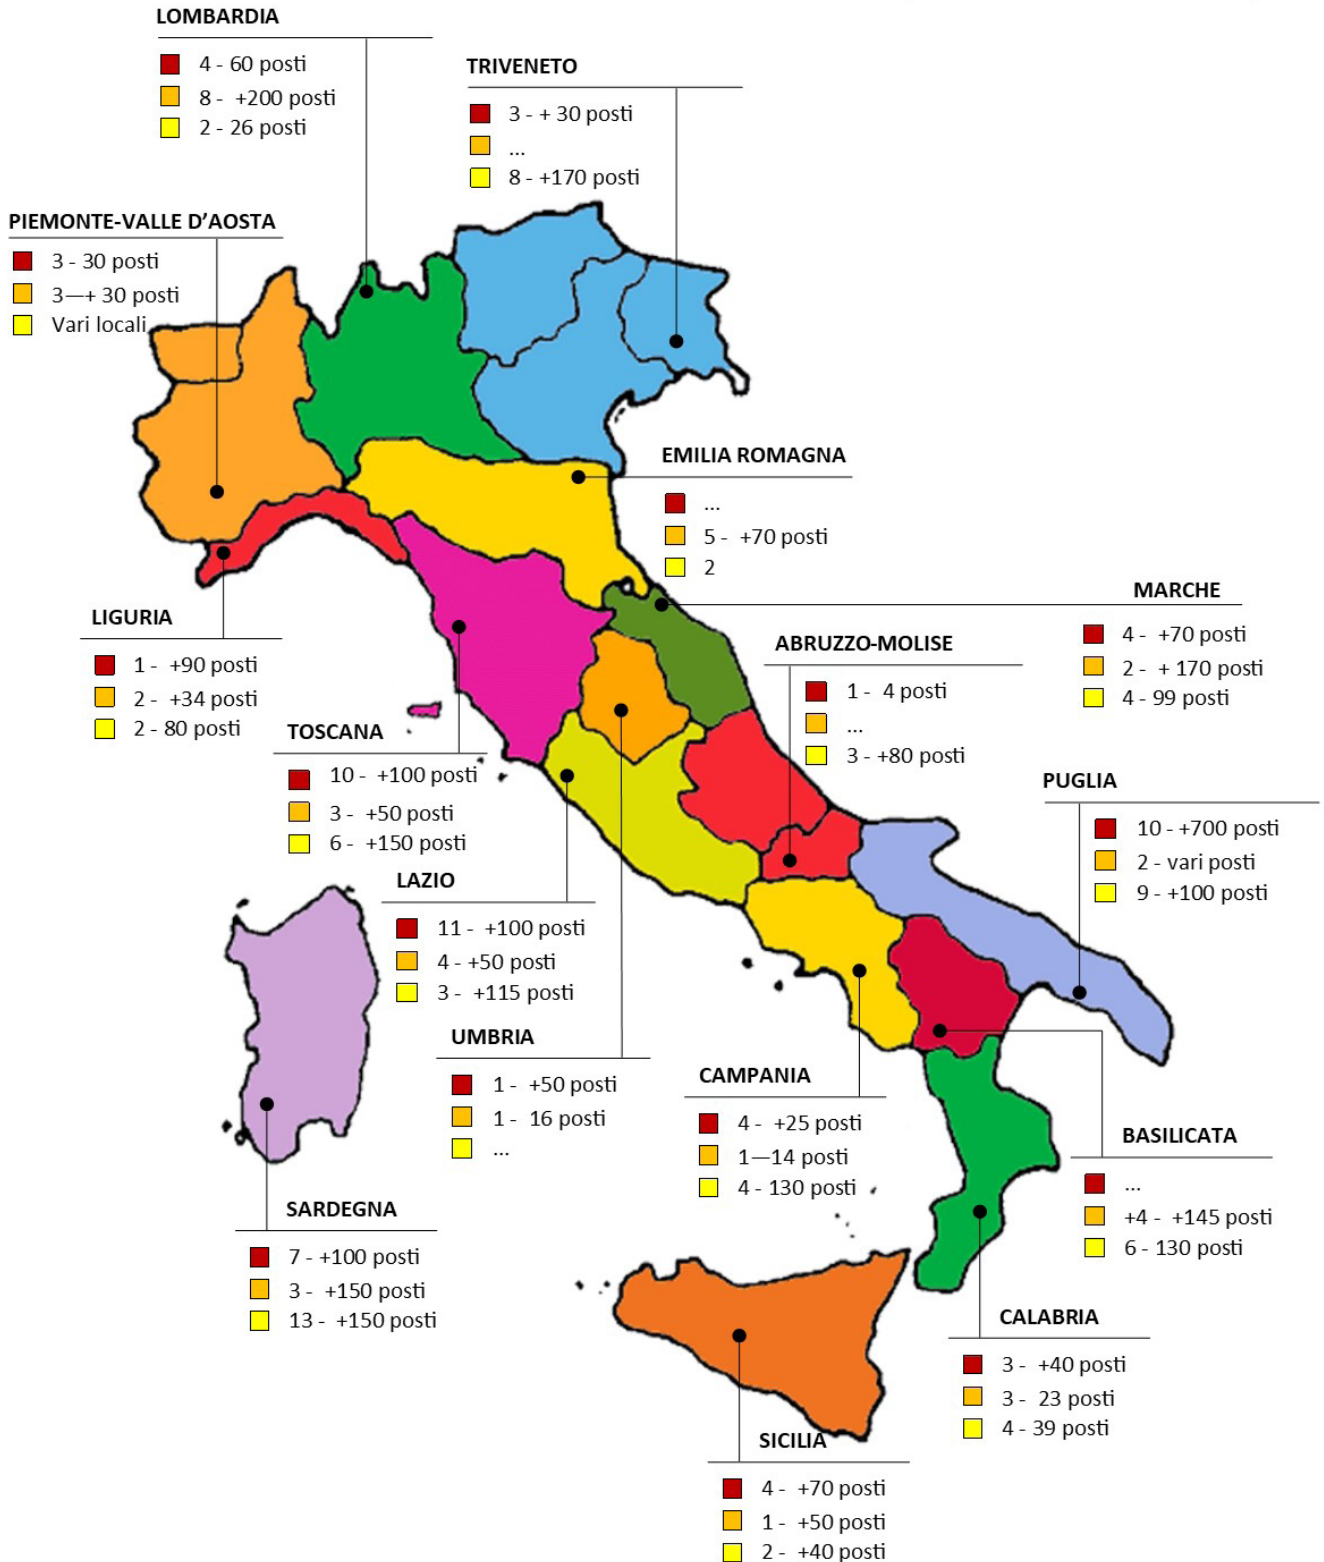 LOMBARDIA
4 - 60 posti
8 -  +200 posti
2 - 26 posti
TRIVENETO
3 - + 30 posti
...
8 - +170 posti
PIEMONTE-VALLE D’AOSTA
3 - 30 posti
3—+ 30 posti
Vari locali
EMILIA ROMAGNA
...
5 -  +70 posti
2
MARCHE
4 -  +70 posti
2 -  + 170 posti
4 - 99 posti
LIGURIA
1 -  +90 posti
2 -  +34 posti
2 - 80 posti
ABRUZZO-MOLISE
1 -  4 posti
...
3 - +80 posti
TOSCANA
10 -  +100 posti
3 -  +50 posti
6 -  +150 posti
PUGLIA
10 - +700 posti
2 - vari posti
9 - +100 posti
LAZIO
11 -  +100 posti
4 - +50 posti
3 -  +115 posti
UMBRIA
1 -  +50 posti
1 -  16 posti
...
CAMPANIA
4 -  +25 posti
1—14 posti
4 - 130 posti
BASILICATA
...
+4 -  +145 posti
6 - 130 posti
SARDEGNA
7 - +100 posti
3 -  +150 posti
13 -  +150 posti
CALABRIA
3 -  +40 posti
3 -  23 posti
4 - 39 posti
SICILIA
4 -  +70 posti
1 -  +50 posti
2 -  +40 posti